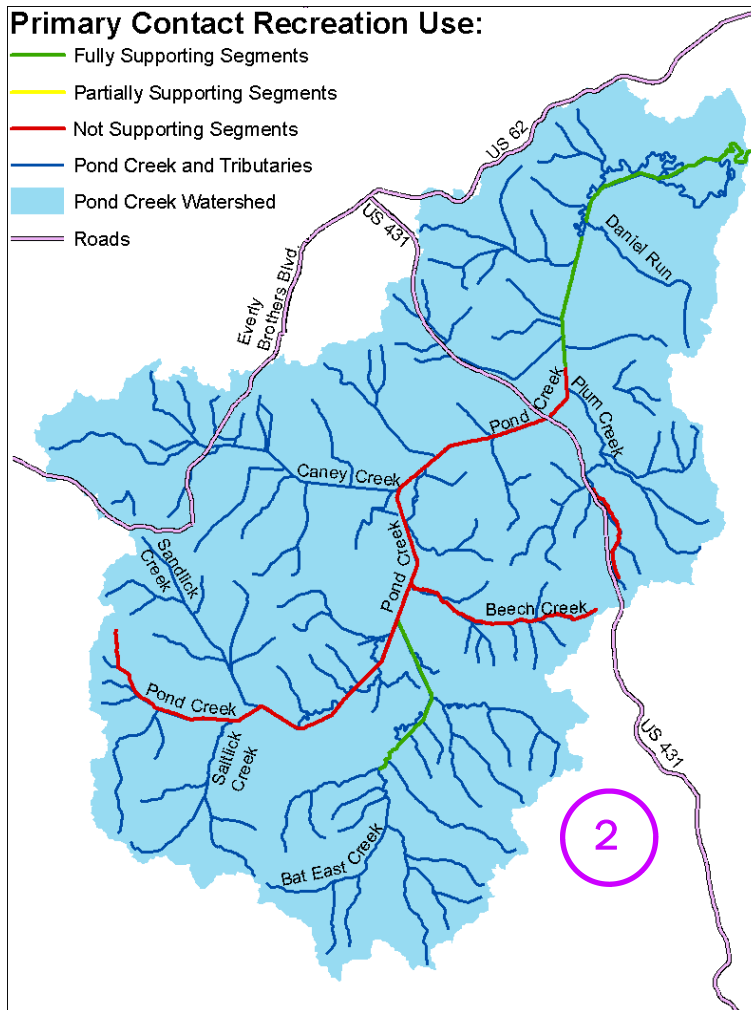 Primary Contact Recreation Use:
Fully Supporting Segments
Partially Supporting Segments
Not Supporting Segments
Pond Creek and Tributaries
Pond Creek Watershed
Roads
US 62
US 431
Everly
Brothers Blvd.
Daniel Run
Plum Creek
Pond Creek
Caney Creek
Pond Creek
Sandlick
Creek
Beech Creek
Pond Creek
Saltlick
Creek
US 431
Bat East Creek
2